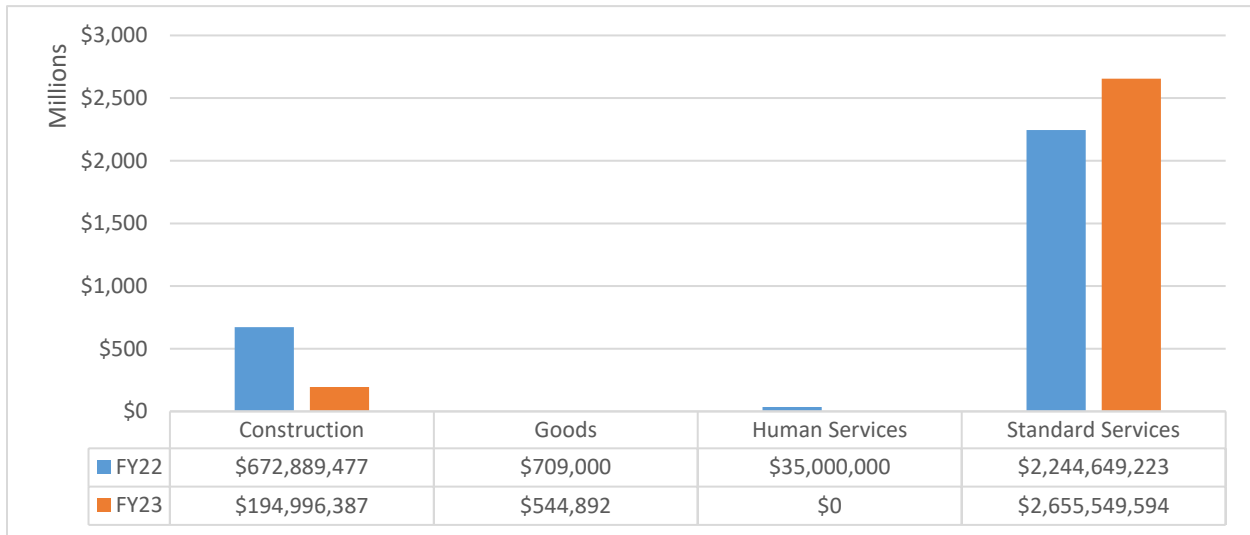 Millions
$3,000
$2,500
$2,000
$1,500
$1,000
$500
$0
Construction Goods Human Services Standard Services
FY22 $672,889,477 $709,000 $35,000,000 $2,244,649,223
FY23 $194,996,387 $544,892 $0 $2,655,549,594